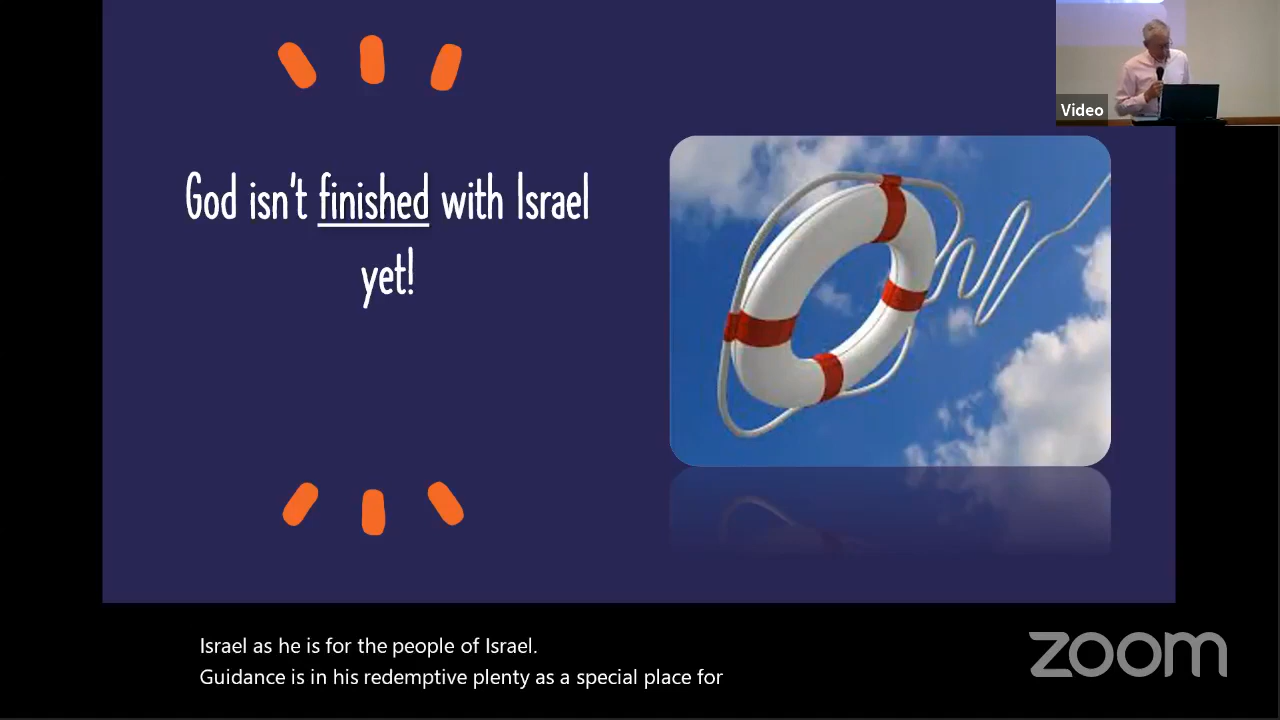 Video
God isn't finished with Israel
yet!
Israel as he is for the people of Israel.
Guidance is in his redemptive plenty as a special place for
zoom